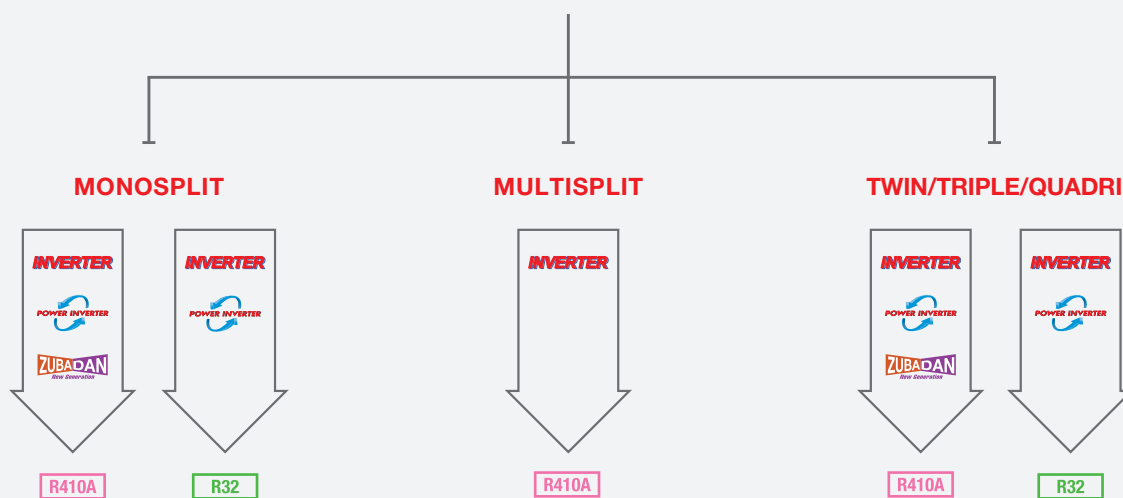 MONOSPLIT
MULTISPLIT
TWIN/TRIPLE/QUADRI
INVERTER
INVERTER
INVERTER
INVERTER
INVERTER
POWER INVERTER
POWER INVERTER
POWER INVERTER
POWER INVERTER
ZUBADAN
New Generation
ZUBADAN
New Generation
R410A
R32
R410A
R410A
R32